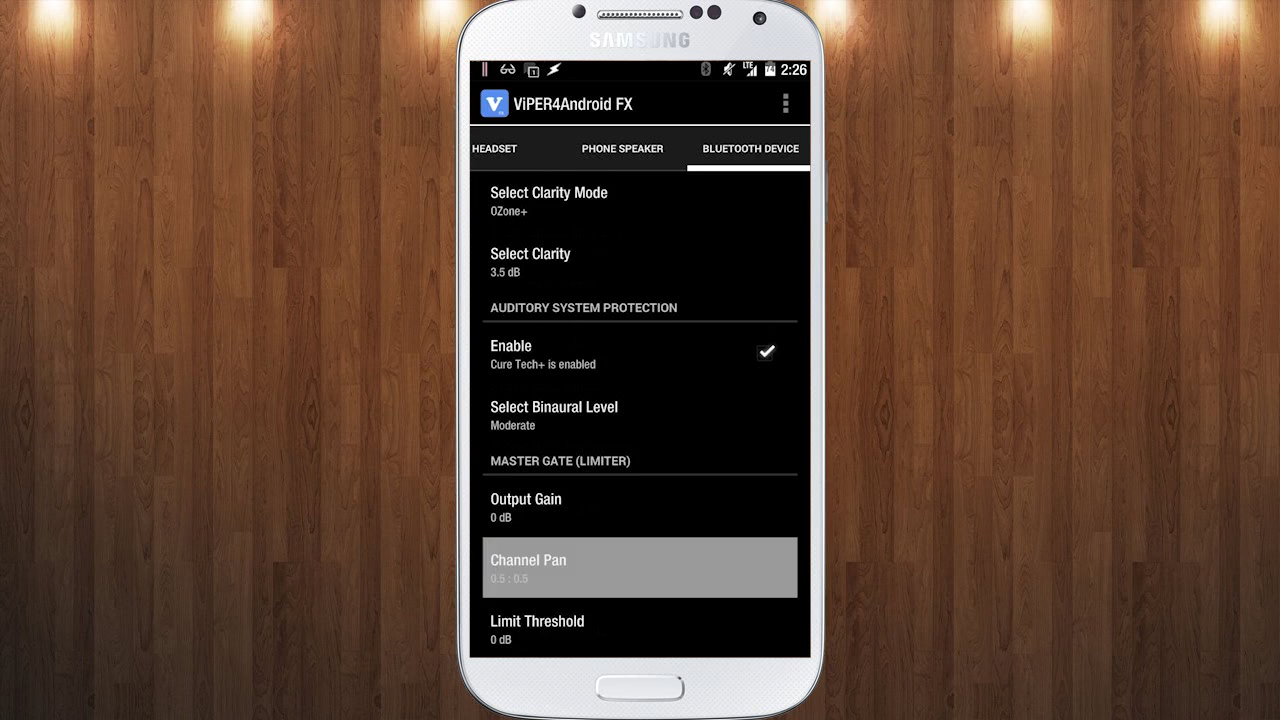 SAMSUNG
LTE
2:26
V
ViPER4Android FX
HEADSET
PHONE SPEAKER
BLUETOOTH DEVICE
Select Clarity Mode
OZone+
Select Clarity
3.5 dB
AUDITORY SYSTEM PROTECTION
Enable
Cure Tech+ is enabled
Select Binaural Level
Moderate
MASTER GATE (LIMITER)
Output Gain
0 dB
Channel Pan
0.5 : 0.5
Limit Threshold
0 dB